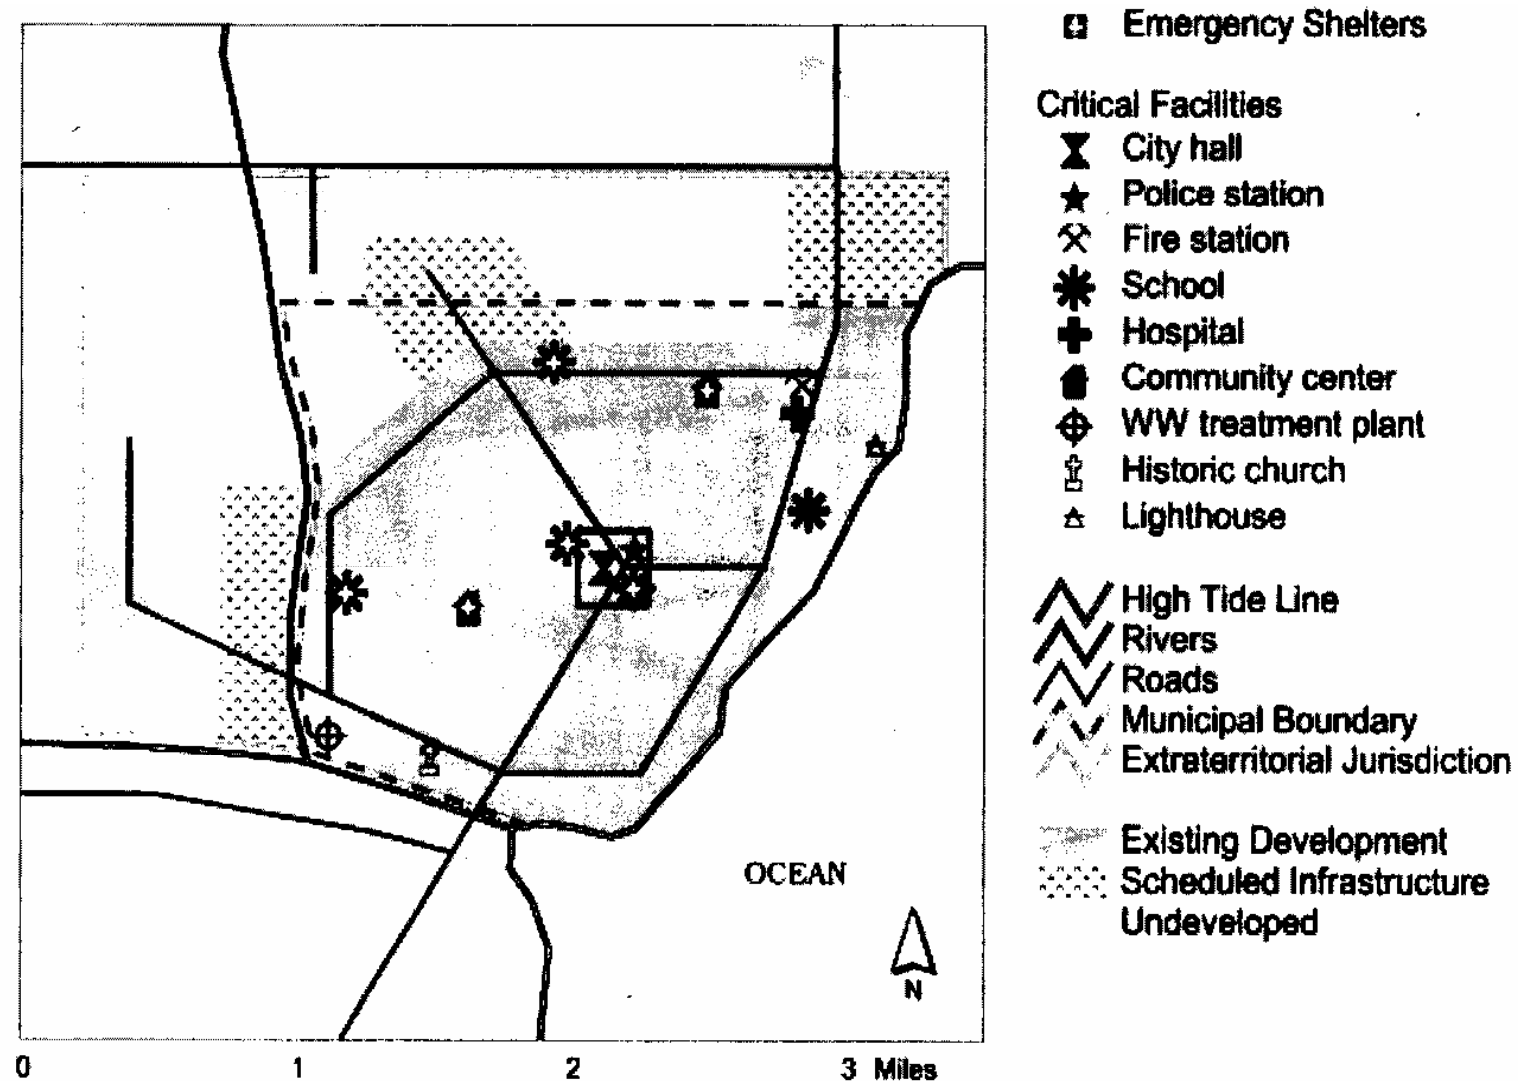 Emergency Shelters
Critical Facilities
City hall
Police station
Fire station
School
Hospital
Community center
WW treatment plant
Historic church
Lighthouse
High Tide Line
Rivers
Roads
Municipal Boundary
Extraterritorial Jurisdiction
Existing Development
Scheduled Infrastructure
Undeveloped
OCEAN
N
0 1 2 3 Miles